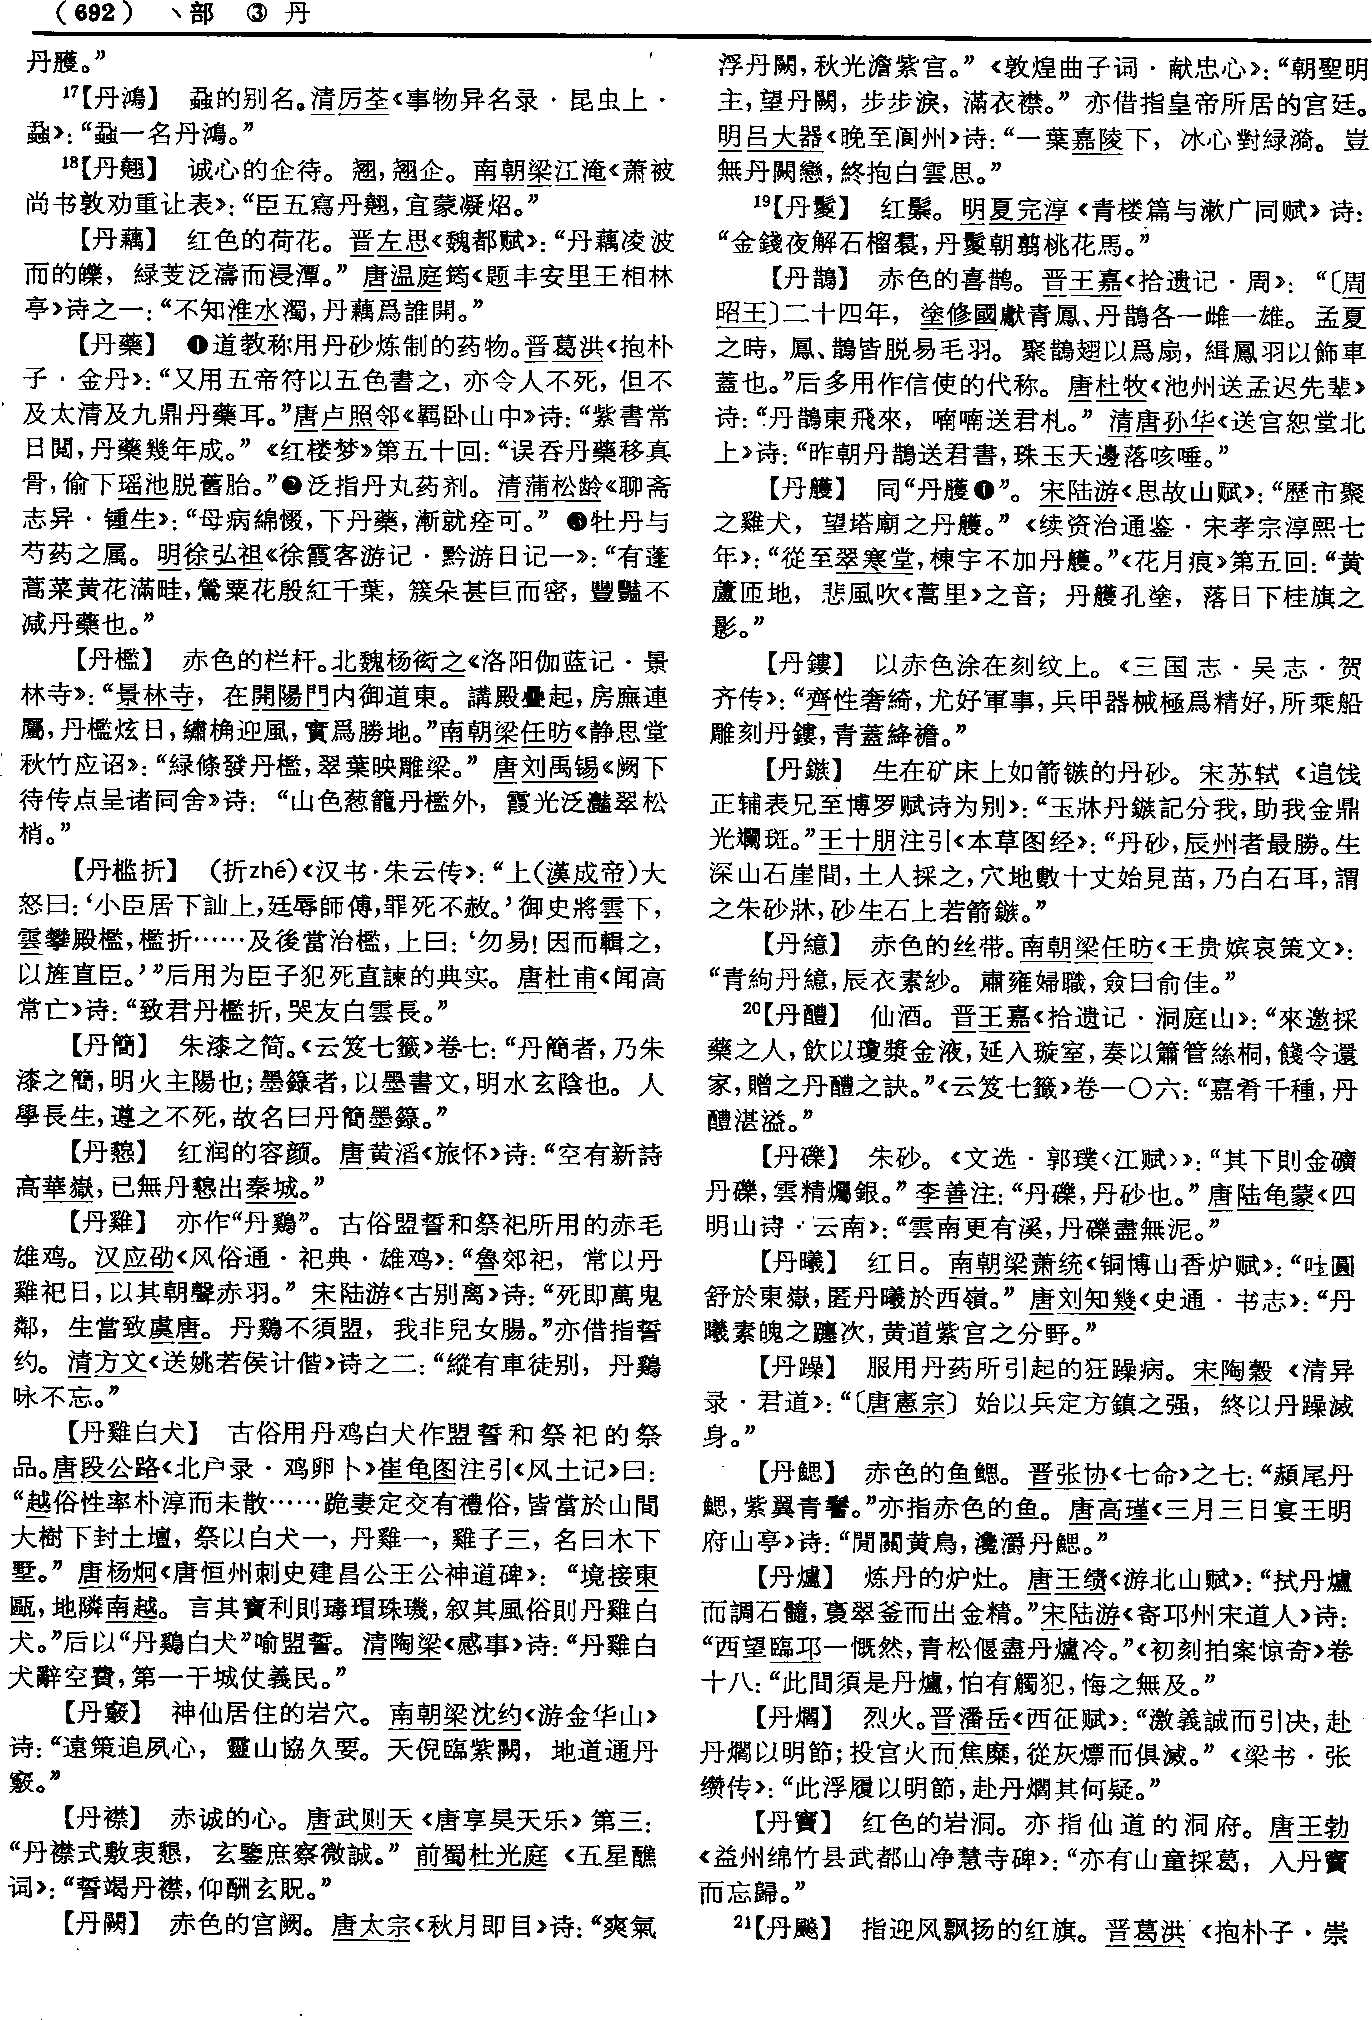 （692） 丶部 ③ 丹
丹臒。”
17【丹鴻】 蝨的别名。清厉荃《事物异名录·昆虫上·
蝨》：“蝨一名丹鴻。”
18【丹翹】 诚心的企待。翘，翘企。南朝梁江淹《萧被
尚书敦劝重让表》：“臣五寫丹翹，宜蒙凝炤。”
【丹藕】 红色的荷花。晋左思《魏都赋》：“丹藕凌波
而的皪，緑芰泛濤而浸潭。”唐温庭筠《题丰安里王相林
亭》诗之一：“不知淮水濁，丹藕爲誰開。”
【丹藥】 ❶道教称用丹砂炼制的药物。晋葛洪《抱朴
子·金丹》：“又用五帝符以五色書之，亦令人不死，但不
及太清及九鼎丹藥耳。”唐卢照邻《羁卧山中》诗：“紫書常
日閲，丹藥幾年成。”《红楼梦》第五十回：“误吞丹藥移真
骨，偷下瑶池脱舊胎。”❷泛指丹丸药剂。清蒲松龄《聊斋
志异·锺生》：“母病綿惙，下丹藥，漸就痊可。”❸牡丹与
芍药之属。明徐弘祖《徐霞客游记·黔游日记一》：“有蓬
蒿菜黄花滿畦，鶯粟花殷紅千葉，簇朵甚巨而密，豐豔不
减丹藥也。”
【丹檻】 赤色的栏杆。北魏杨衒之《洛阳伽蓝记·景
林寺》：“景林寺，在開陽門内御道東。講殿疊起，房廡連
屬，丹檻炫日，繡桷迎風，實爲勝地。”南朝梁任昉《静思堂
秋竹应诏》：“緑條發丹檻，翠葉映雕梁。”唐刘禹锡《阙下
待传点呈诸同舍》诗：“山色葱籠丹檻外，霞光泛灩翠松
梢。”
【丹槛折】 （折zhé）《汉书·朱云传》：“上（漢成帝）大
怒曰：‘小臣居下訕上，廷辱師傅，罪死不赦。’御史將雲下，
雲攀殿檻，檻折……及後當治檻，上曰：‘勿易！因而輯之，
以旌直臣。’”后用为臣子犯死直諫的典实。唐杜甫《闻高
常亡》诗：“致君丹檻折，哭友白雲長。”
【丹簡】 朱漆之简。《云笈七籤》卷七：“丹簡者，乃朱
漆之簡，明火主陽也；墨籙者，以墨書文，明水玄陰也。人
學長生，遵之不死，故名曰丹簡墨籙。”
红润的容颜。唐黄滔《旅怀》诗：“空有新詩
高華嶽，已無丹出秦城。”
【丹雞】 亦作“丹鷄”。古俗盟誓和祭祀所用的赤毛
雄鸡。汉应劭《风俗通·祀典·雄鸡》：“魯郊祀，常以丹
雞祀日，以其朝聲赤羽。”宋陆游《古别离》诗：“死即萬鬼
鄰，生當致虞唐。丹鷄不須盟，我非兒女腸。”亦借指誓
约。清方文《送姚若侯计偕》诗之二：“縱有車徒别，丹鷄
咏不忘。”
【丹雞白犬】 古俗用丹鸡白犬作盟誓和祭祀的祭
品。唐段公路《北户录·鸡卵卜》崔龟图注引《风土记》曰：
“越俗性率朴淳而未散……跪妻定交有禮俗，皆當於山間
大樹下封土壇，祭以白犬一，丹雞一，雞子三，名曰木下
墅。”唐杨炯《唐恒州刺史建昌公王公神道碑》：“境接東
甌，地隣南越。言其寶利則瑇瑁珠璣，叙其風俗則丹雞白
犬。”后以“丹鷄白犬”喻盟誓。清陶梁《感事》诗：“丹雞白
犬辭空費，第一干城仗義民。”
【丹竅】 神仙居住的岩穴。南朝梁沈约《游金华山》
诗：“遠策追夙心，靈山協久要。天倪臨紫闕，地道通丹
竅。”
【丹襟】 赤诚的心。唐武则天《唐享昊天乐》第三：
“丹襟式敷衷懇，玄鑒庶察微誠。”前蜀杜光庭《五星醮
词》：“誓竭丹襟，仰酬玄貺。”
【丹闕】 赤色的宫阙。唐太宗《秋月即目》诗：“爽氣
浮丹闕，秋光澹紫宫。”《敦煌曲子词·献忠心》：“朝聖明
主，望丹闕，步步淚，滿衣襟。”亦借指皇帝所居的宫廷。
明吕大器《晚至阆州》诗：“一葉嘉陵下，冰心對緑漪。豈
無丹闕戀，終抱白雲思。”
19【丹鬉】 红鬃。明夏完淳《青楼篇与漱广同赋》诗：
“金錢夜解石榴裠，丹鬉朝翦桃花馬。”
【丹鵲】 赤色的喜鹊。晋王嘉《拾遗记·周》：“〔周
昭王〕二十四年，塗修國獻青鳳、丹鵲各一雌一雄。孟夏
之時，鳳、鵲皆脱易毛羽。聚鵲翅以爲扇，緝鳳羽以飾車
蓋也。”后多用作信使的代称。唐杜牧《池州送孟迟先辈》
诗：“丹鵲東飛來，喃喃送君札。”清唐孙华《送宫恕堂北
上》诗：“昨朝丹鵲送君書，珠玉天邊落咳唾。”
【丹艧】 同“丹臒❶”。宋陆游《思故山赋》：“歷市聚
之雞犬，望塔廟之丹艧。”《续资治通鉴·宋孝宗淳熙七
年》：“從至翠寒堂，棟宇不加丹艧。”《花月痕》第五回：“黄
蘆匝地，悲風吹《蒿里》之音；丹艧孔塗，落日下桂旗之
影。”
【丹鏤】 以赤色涂在刻纹上。《三国志·吴志·贺
齐传》：“齊性奢綺，尤好軍事，兵甲器械極爲精好，所乘船
雕刻丹鏤，青蓋絳襜。”
【丹鏃】 生在矿床上如箭镞的丹砂。宋苏轼《追饯
正辅表兄至博罗赋诗为别》：“玉牀丹鏃記分我，助我金鼎
光斕斑。”王十朋注引《本草图经》：“丹砂，辰州者最勝。生
深山石崖間，土人採之，穴地數十丈始見苗，乃白石耳，謂
之朱砂牀，砂生石上若箭鏃。”
【丹繶】 赤色的丝带。南朝梁任昉《王贵嫔哀策文》：
“青絇丹繶，辰衣素紗。肅雍婦職，僉曰俞佳。”
20【丹醴】 仙酒。晋王嘉《拾遗记·洞庭山》：“來邀採
藥之人，飲以瓊漿金液，延入璇室，奏以簫管絲桐，餞令還
家，贈之丹醴之訣。”《云笈七籤》卷一〇六：“嘉肴千種，丹
醴湛溢。”
【丹礫】 朱砂。《文选·郭璞〈江赋〉》：“其下則金礦
丹礫，雲精爥銀。”李善注：“丹礫，丹砂也。”唐陆龟蒙《四
明山诗·云南》：“雲南更有溪，丹礫盡無泥。”
【丹曦】 红日。南朝梁萧统《铜博山香炉赋》：“吐圓
舒於東嶽，匿丹曦於西嶺。”唐刘知幾《史通·书志》：“丹
曦素魄之躔次，黄道紫宫之分野。”
【丹躁】 服用丹药所引起的狂躁病。宋陶穀《清异
录·君道》：“〔唐憲宗〕始以兵定方鎮之强，終以丹躁滅
身。”
【丹鰓】 赤色的鱼鳃。晋张协《七命》之七：“頳尾丹
鰓，紫翼青鬐。”亦指赤色的鱼。唐高瑾《三月三日宴王明
府山亭》诗：“閒關黄鳥，瀺灂丹鰓。”
【丹爐】 炼丹的炉灶。唐王绩《游北山赋》：“拭丹爐
而調石髓，裛翠釜而出金精。”宋陆游《寄邛州宋道人》诗：
“西望臨邛一慨然，青松偃盡丹爐冷。”《初刻拍案惊奇》卷
十八：“此間須是丹爐，怕有觸犯，悔之無及。”
【丹爓】 烈火。晋潘岳《西征赋》：“激義誠而引决，赴
丹爓以明節；投宫火而焦糜，從灰熛而俱滅。”《梁书·张
缵传》：“此浮履以明節，赴丹爓其何疑。”
【丹竇】 红色的岩洞。亦指仙道的洞府。唐王勃
《益州绵竹县武都山净慧寺碑》：“亦有山童採葛，入丹竇
而忘歸。”
21【丹飈】 指迎风飘扬的红旗。晋葛洪《抱朴子·崇